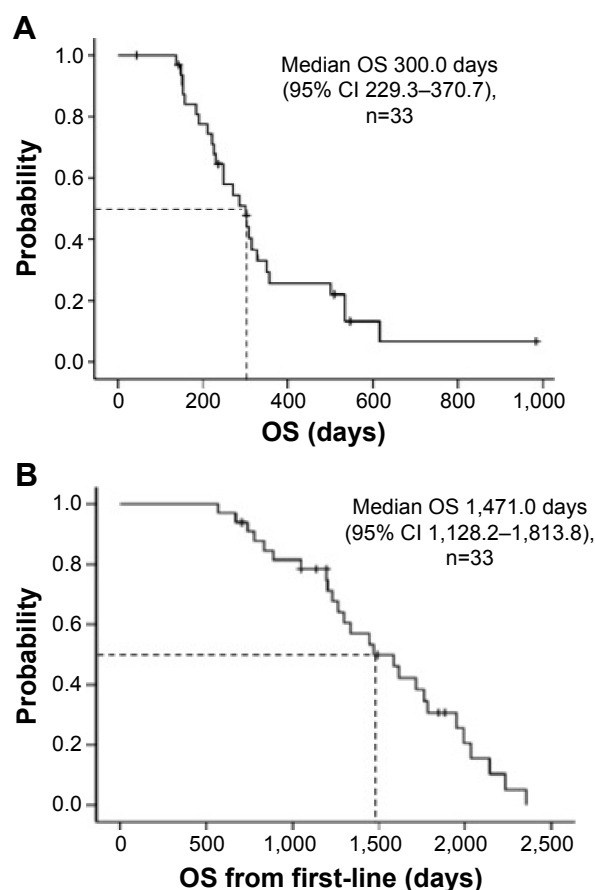 A
Probability
1.0
0.8
0.6
0.4
0.2
0.0
Median OS 300.0 days
(95% CI 229.3–370.7),
n=33
0 200 400 600 800 1,000
OS (days)
B
Probability
1.0
0.8
0.6
0.4
0.2
0.0
Median OS 1,471.0 days
(95% CI 1,128.2–1,813.8),
n=33
0 500 1,000 1,500 2,000 2,500
OS from first-line (days)